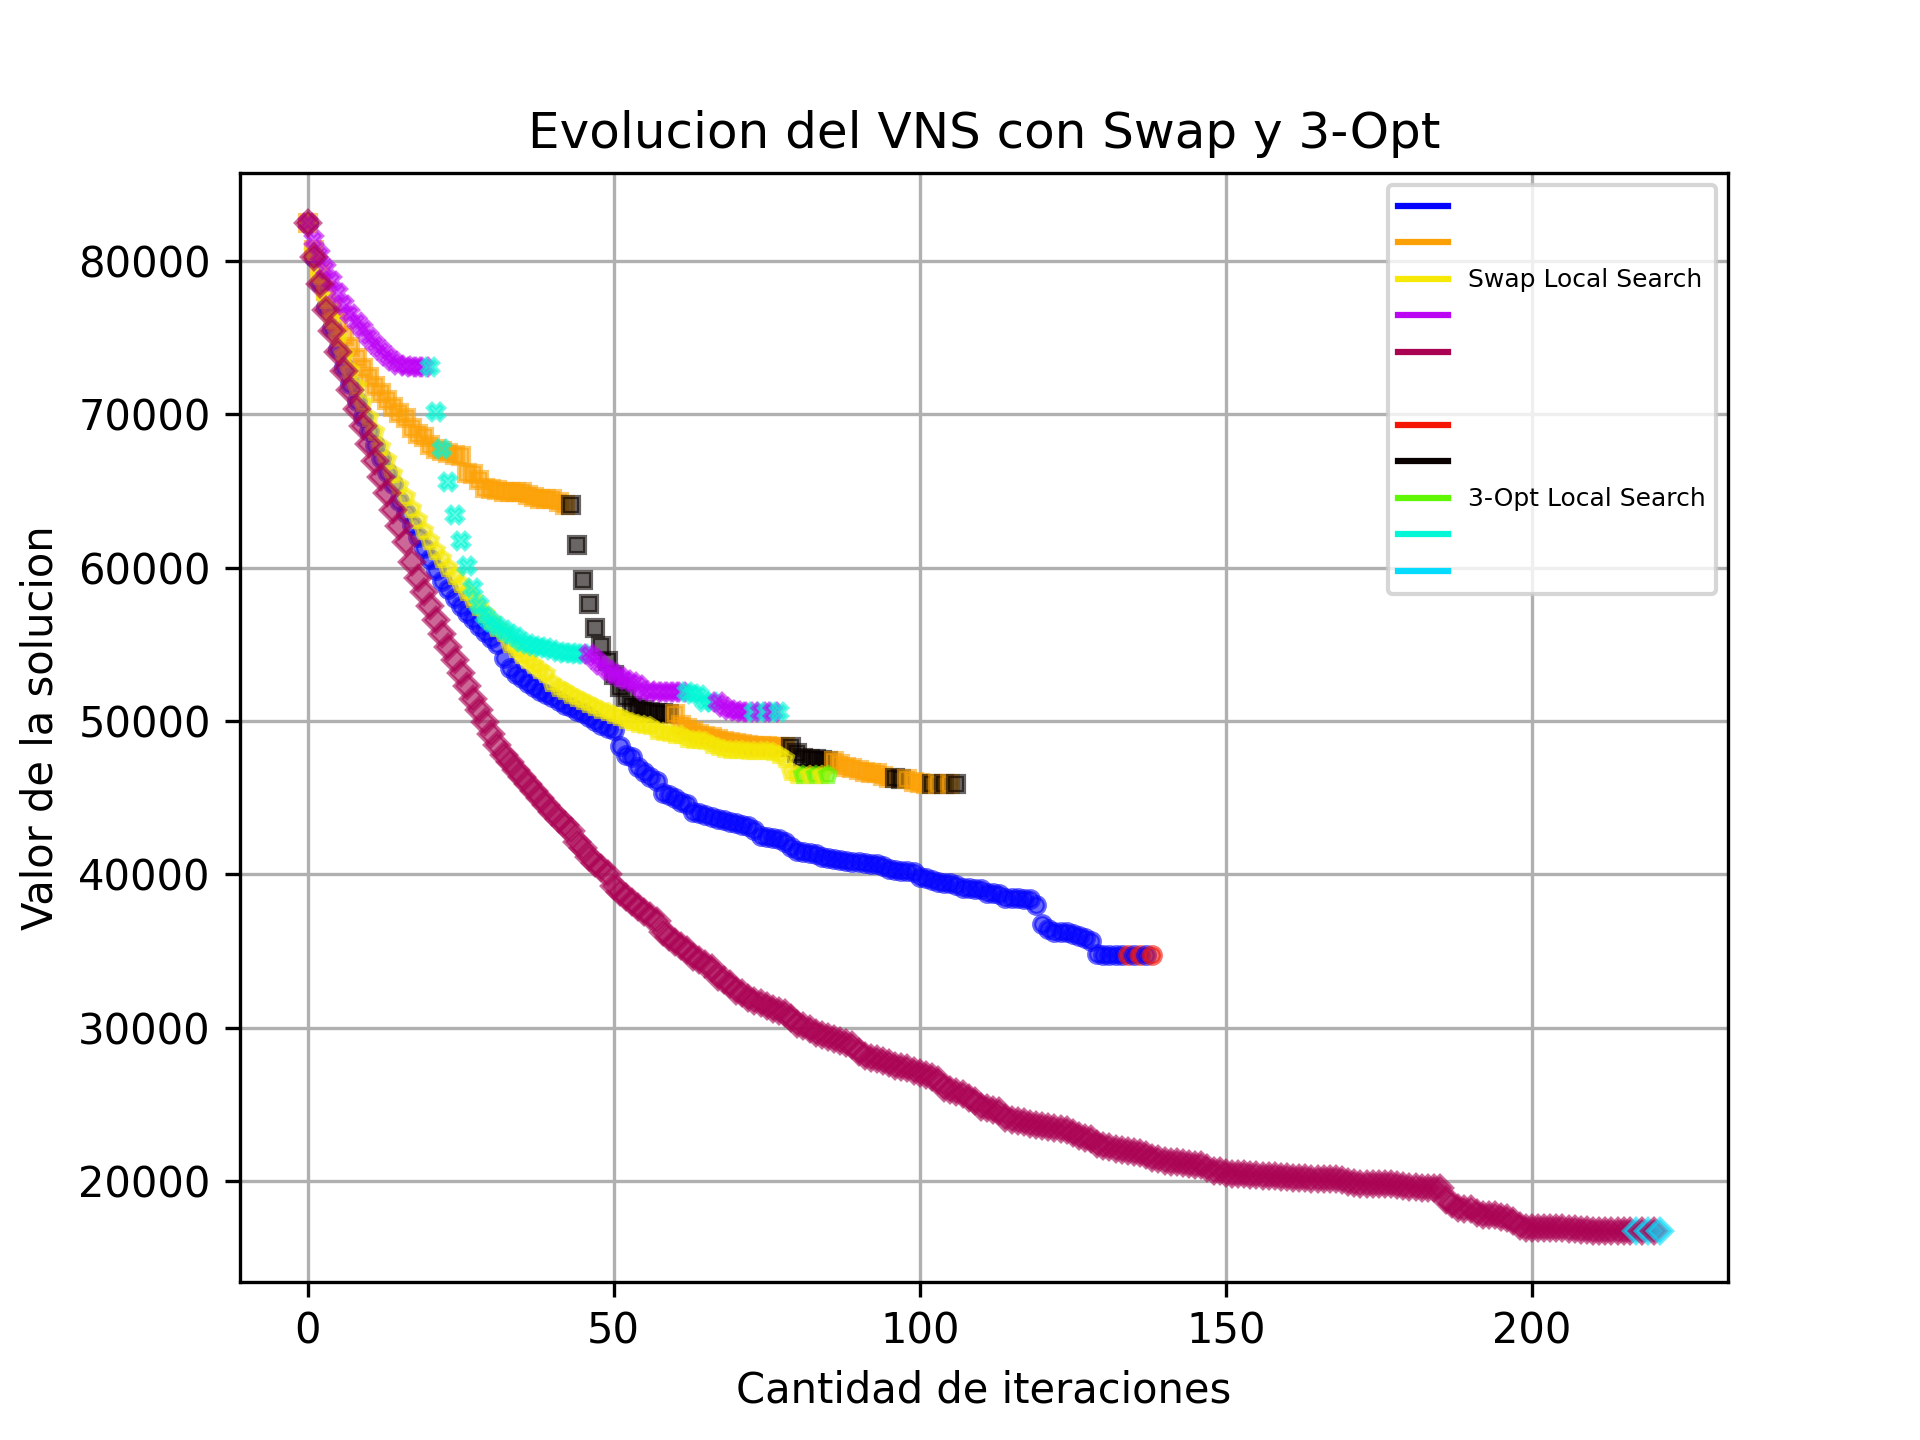 Evolucion del VNS con Swap y 3-Opt
Valor de la solucion
80000
70000
60000
50000
40000
30000
20000
Swap Local Search
3-Opt Local Search
0 50 100 150 200
Cantidad de iteraciones